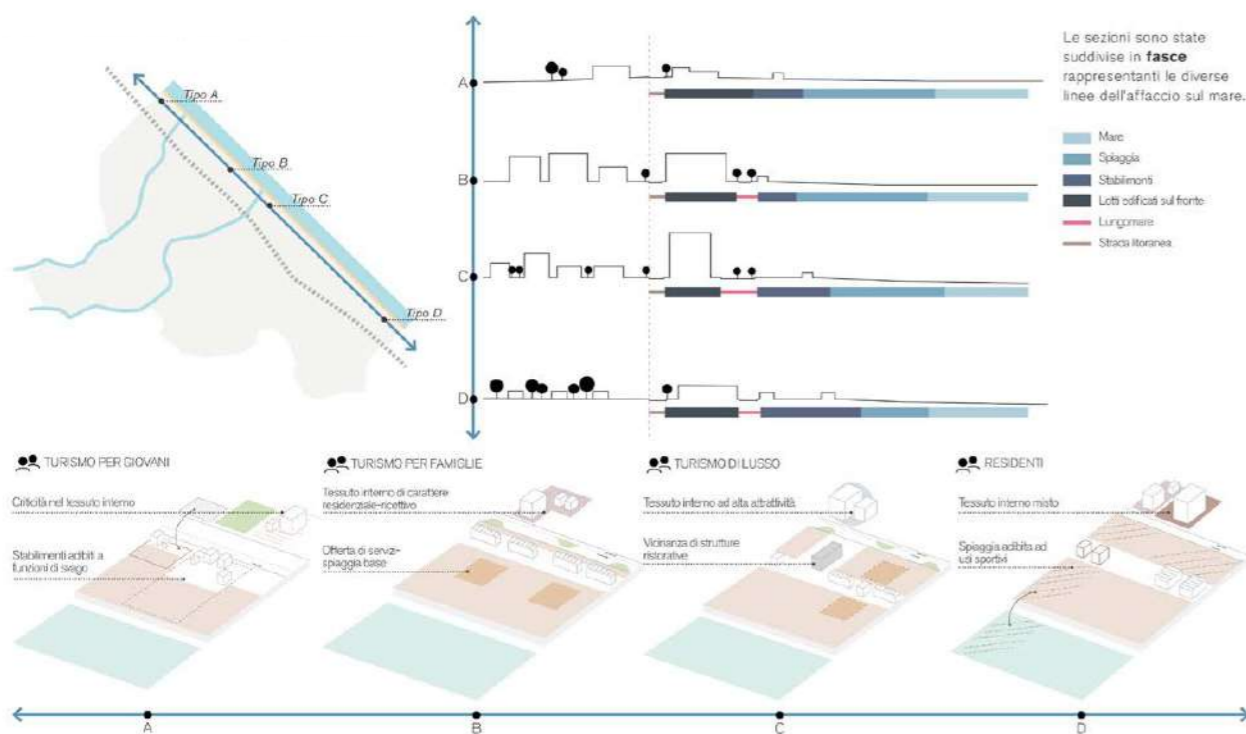 Tipo A
Tipo B
Tipo C
Tipo D
A
B
C
D
Le sezioni sono state
suddivise in fasce
rappresentanti le diverse
linee dell'affaccio sul mare.
Mare
Spiaggia
Stabilimenti
Lotti edificati sul fronte
Lungomare
Strada litoranea
TURISMO PER GIOVANI
Criticità nel tessuto interno
Stabilimenti adibiti a
funzioni di svago
TURISMO PER FAMIGLIE
Tessuto interno di carattere
residenziale-ricettivo
Offerta di servizi-
spiaggia base
TURISMO DI LUSSO
Tessuto interno ad alta attrattività
Vicinanza di strutture
ristorative
RESIDENTI
Tessuto interno misto
Spiaggia adibita ad
usi sportivi
A
B
C
D